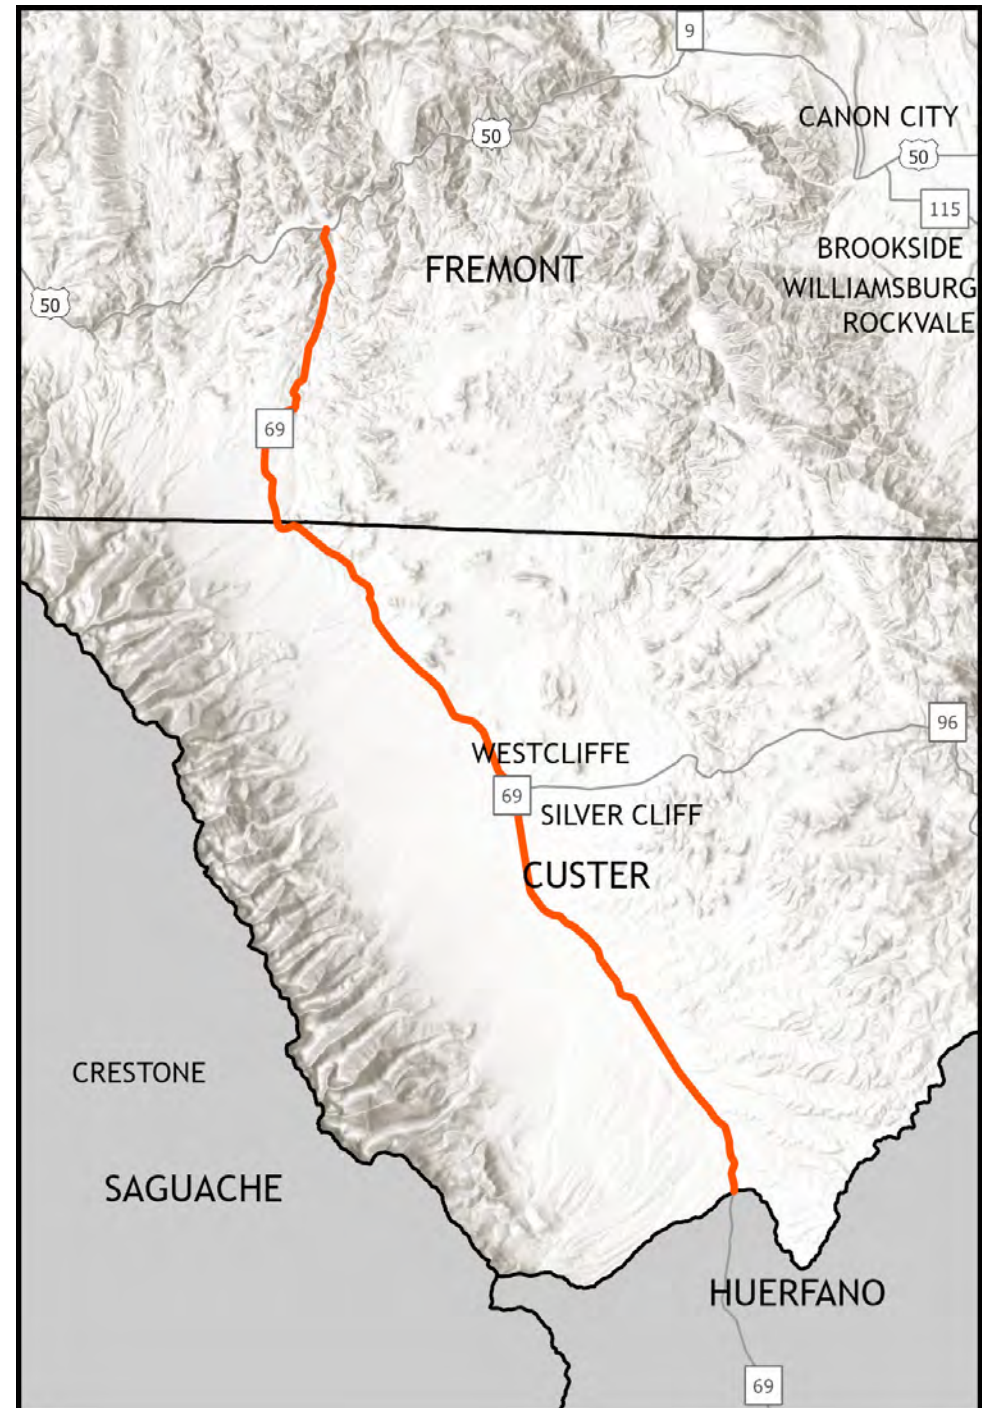 9
CANON CITY
50
50
115
BROOKSIDE
FREMONT
WILLIAMSBURG
50
ROCKVALE
69
96
WESTCLIFFE
69
SILVER CLIFF
CUSTER
CRESTONE
SAGUACHE
HUERFANO
69